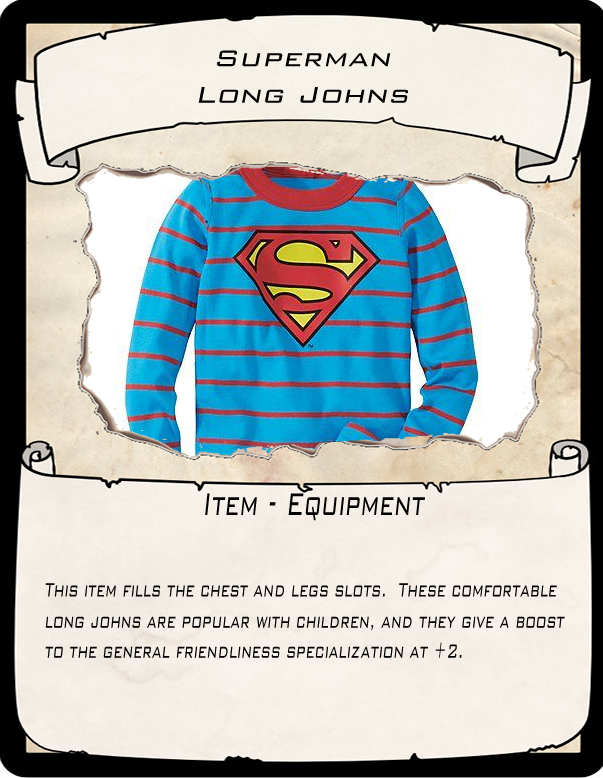 Superman
Long Johns
S
Item - Equipment
This item fills the chest and legs slots. These comfortable
long johns are popular with children, and they give a boost
to the general friendliness specialization at +2.